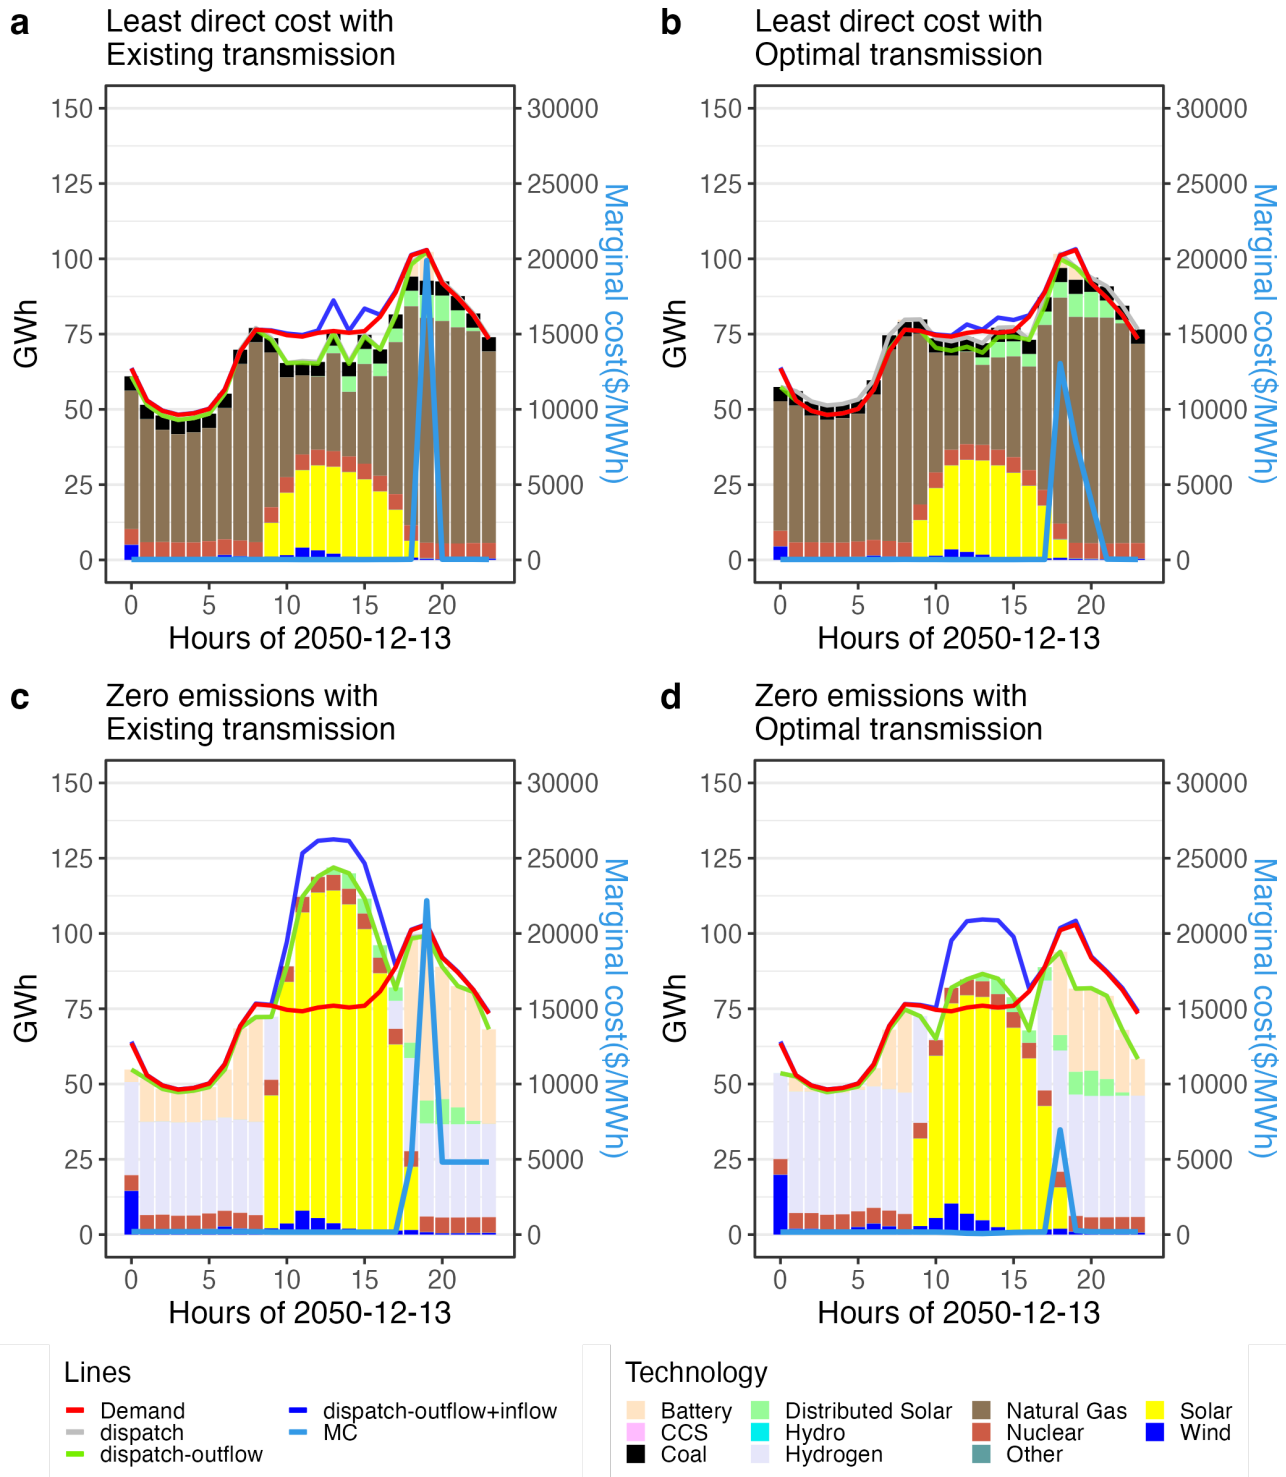 a
Least direct cost with
Existing transmission
150
125
100
75
50
25
0
GWh
30000
25000
20000
15000
10000
5000
0
Marginal cost($/MWh)
0 5 10 15 20
Hours of 2050-12-13
b
Least direct cost with
Optimal transmission
150
125
100
75
50
25
0
GWh
30000
25000
20000
15000
10000
5000
0
Marginal cost($/MWh)
0 5 10 15 20
Hours of 2050-12-13
c
Zero emissions with
Existing transmission
150
125
100
75
50
25
0
GWh
30000
25000
20000
15000
10000
5000
0
Marginal cost($/MWh)
0 5 10 15 20
Hours of 2050-12-13
d
Zero emissions with
Optimal transmission
150
125
100
75
50
25
0
GWh
30000
25000
20000
15000
10000
5000
0
Marginal cost($/MWh)
0 5 10 15 20
Hours of 2050-12-13
Lines
Demand
dispatch
dispatch-outflow
dispatch-outflow+inflow
MC
Technology
Battery
CCS
Coal
Distributed Solar
Hydro
Hydrogen
Natural Gas
Nuclear
Other
Solar
Wind